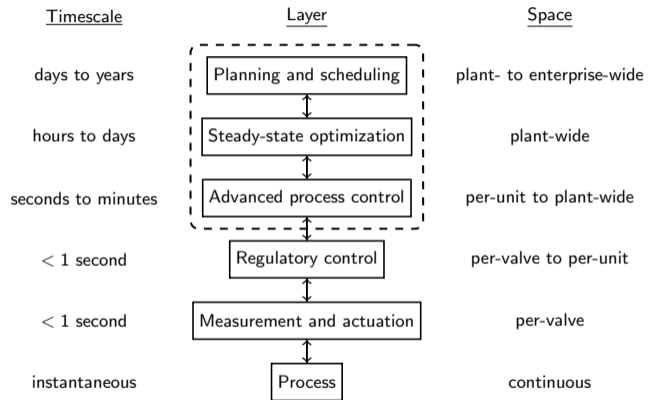 Timescale Layer Space
days to years Planning and scheduling plant- to enterprise-wide
hours to days Steady-state optimization plant-wide
seconds to minutes Advanced process control per-unit to plant-wide
< 1 second Regulatory control per-valve to per-unit
< 1 second Measurement and actuation per-valve
instantaneous Process continuous